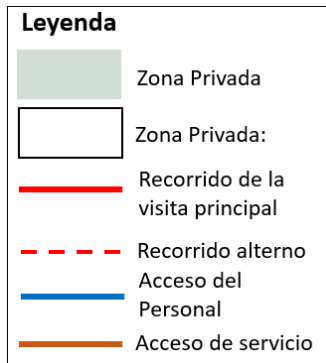 Leyenda
Zona Privada
Zona Privada:
Recorrido de la
visita principal
Recorrido alterno
Acceso del
Personal
Acceso de servicio